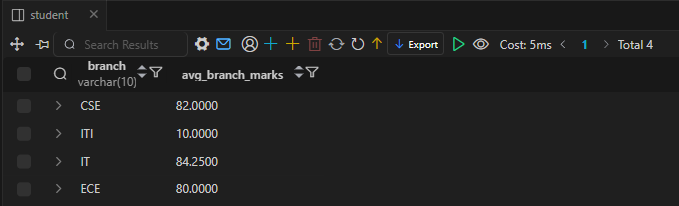 student
Search Results Export Cost: 5ms 1 Total 4
branch
varchar(10)
avg_branch_marks
CSE 82.0000
ITI 10.0000
IT 84.2500
ECE 80.0000